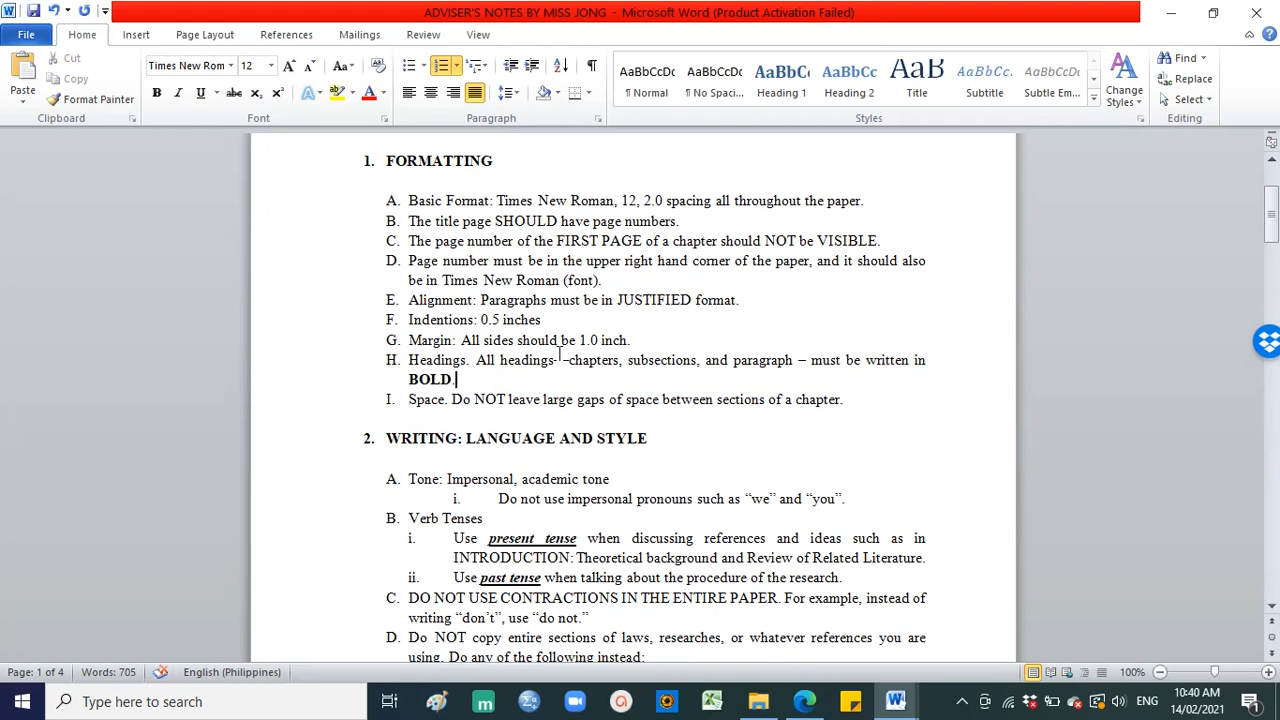 ADVISER'S NOTES BY MISS JONG - Microsoft Word (Product Activation Failed)
File Home Insert Page Layout References Mailings Review View
Paste
Cut
Copy
Format Painter
Clipboard
Times New Rom 12
Font
Paragraph
AaBbCcDc AaBbCcDc AaBbC AaBbCc AaB AaBbCcL AaBbCcDc
¶ Normal ¶ No Spaci... Heading 1 Heading 2 Title Subtitle Subtle Em...
Change Styles
Styles
Find
Replace
Select
Editing
1. FORMATTING
A. Basic Format: Times New Roman, 12, 2.0 spacing all throughout the paper.
B. The title page SHOULD have page numbers.
C. The page number of the FIRST PAGE of a chapter should NOT be VISIBLE.
D. Page number must be in the upper right hand corner of the paper, and it should also
be in Times New Roman (font).
E. Alignment: Paragraphs must be in JUSTIFIED format.
F. Indentions: 0.5 inches
G. Margin: All sides should be 1.0 inch.
H. Headings. All headings- –chapters, subsections, and paragraph – must be written in
BOLD.
I. Space. Do NOT leave large gaps of space between sections of a chapter.
2. WRITING: LANGUAGE AND STYLE
A. Tone: Impersonal, academic tone
i. Do not use impersonal pronouns such as “we” and “you”.
B. Verb Tenses
i. Use present tense when discussing references and ideas such as in
INTRODUCTION: Theoretical background and Review of Related Literature.
ii. Use past tense when talking about the procedure of the research.
C. DO NOT USE CONTRACTIONS IN THE ENTIRE PAPER. For example, instead of
writing “don’t”, use “do not.”
D. Do NOT copy entire sections of laws, researches, or whatever references you are
using. Do any of the following instead:
Page: 1 of 4 Words: 705 English (Philippines) 100%
Type here to search
ENG
10:40 AM
14/02/2021